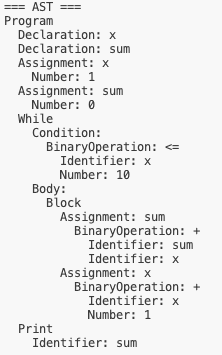 === AST ===
Program
  Declaration: x
  Declaration: sum
  Assignment: x
    Number: 1
  Assignment: sum
    Number: 0
  While
    Condition:
      BinaryOperation: <=
        Identifier: x
        Number: 10
    Body:
      Block
        Assignment: sum
          BinaryOperation: +
            Identifier: sum
            Identifier: x
        Assignment: x
          BinaryOperation: +
            Identifier: x
            Number: 1
  Print
    Identifier: sum